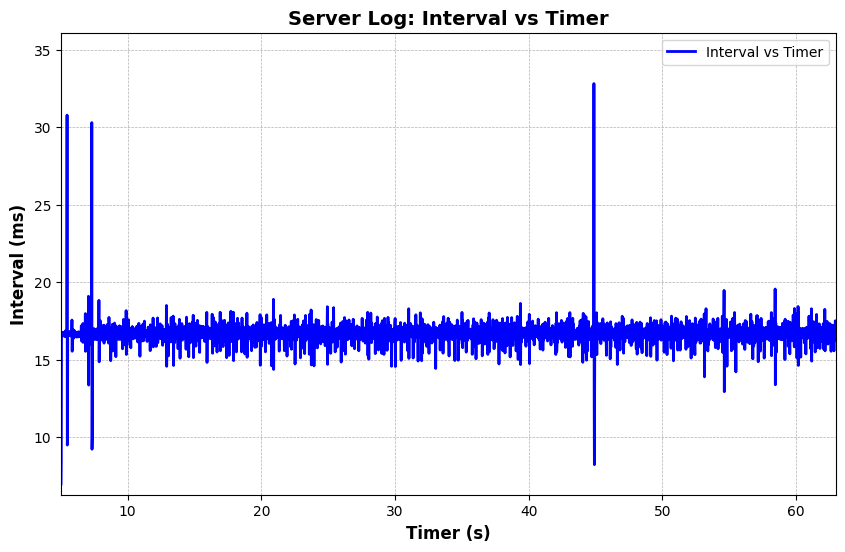 Server Log: Interval vs Timer
Interval vs Timer
35
30
25
20
15
10
Interval (ms)
10 20 30 40 50 60
Timer (s)